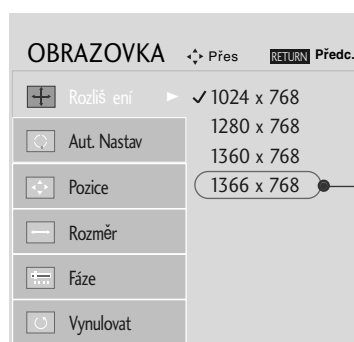 OBRAZOVKA Přes RETURN Předc.
Rozliš ení ✓ 1024 x 768
1280 x 768
Aut. Nastav
1360 x 768
Pozice 1366 x 768
Rozměr
Fáze
Vynulovat